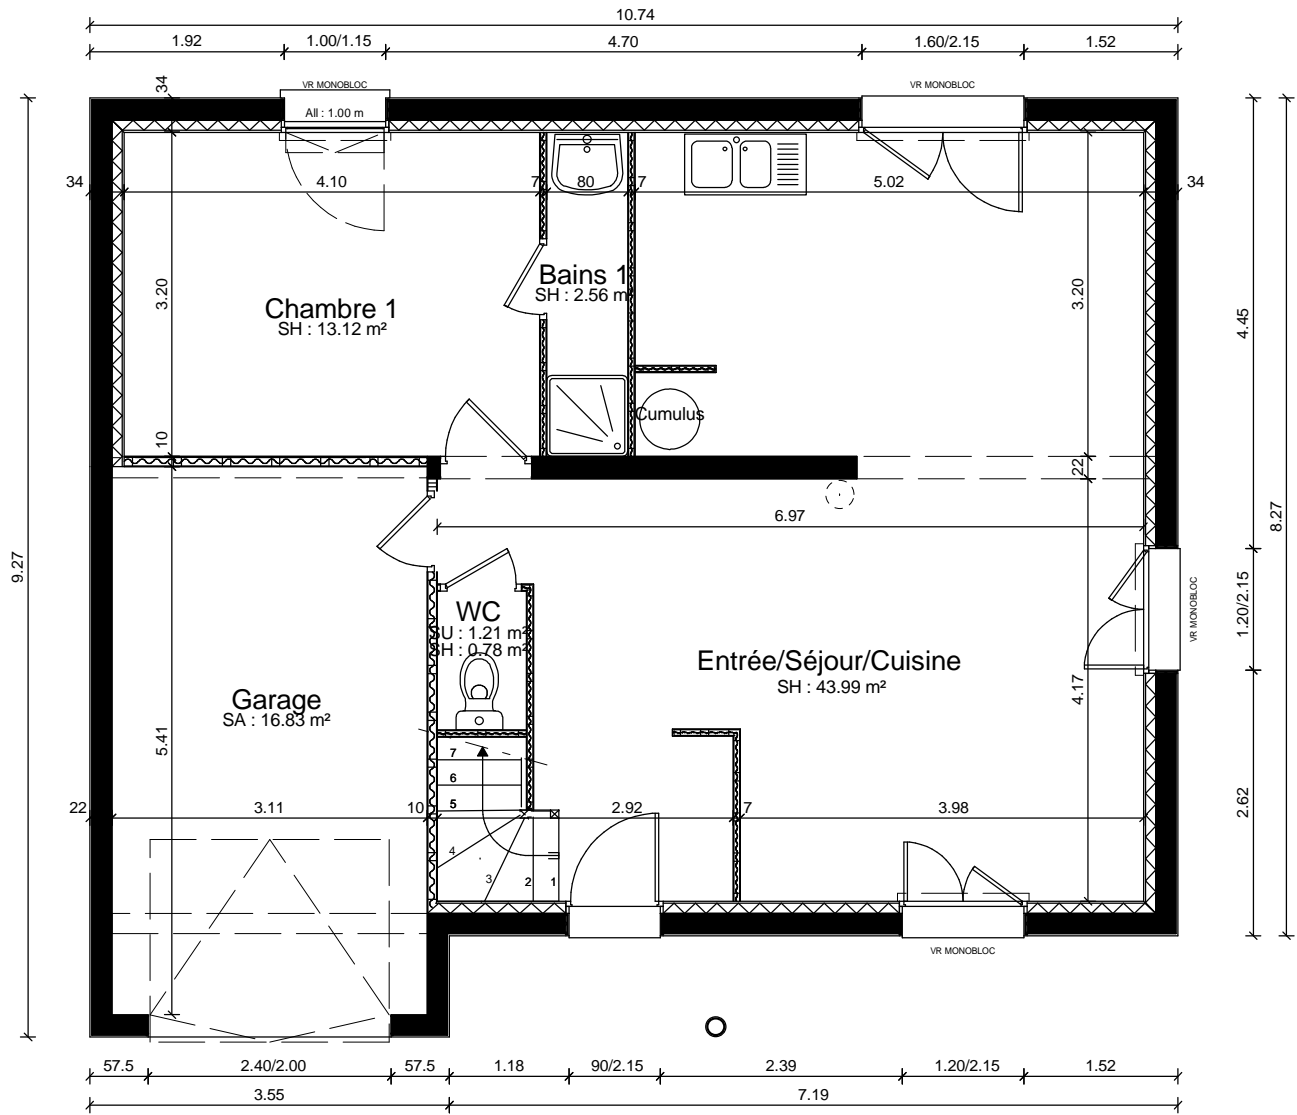 10.74
1.92
1.00/1.15
4.70
1.60/2.15
1.52
34
VR MONOBLOC
VR MONOBLOC
All : 1.00 m
34
4.10
7
80
7
5.02
34
Bains 1
SH : 2.56 m²
Chambre 1
SH : 13.12 m²
3.20
3.20
4.45
Cumulus
10
22
8.27
6.97
9.27
WC
SU : 1.21 m²
SH : 0.78 m²
VR MONOBLOC
1.20/2.15
Entrée/Séjour/Cuisine
SH : 43.99 m²
4.17
Garage
SA : 16.83 m²
5.41
7
6
5
4
3
2
1
22
3.11
10
2.92
7
3.98
2.62
VR MONOBLOC
57.5
2.40/2.00
57.5
1.18
90/2.15
2.39
1.20/2.15
1.52
3.55
7.19